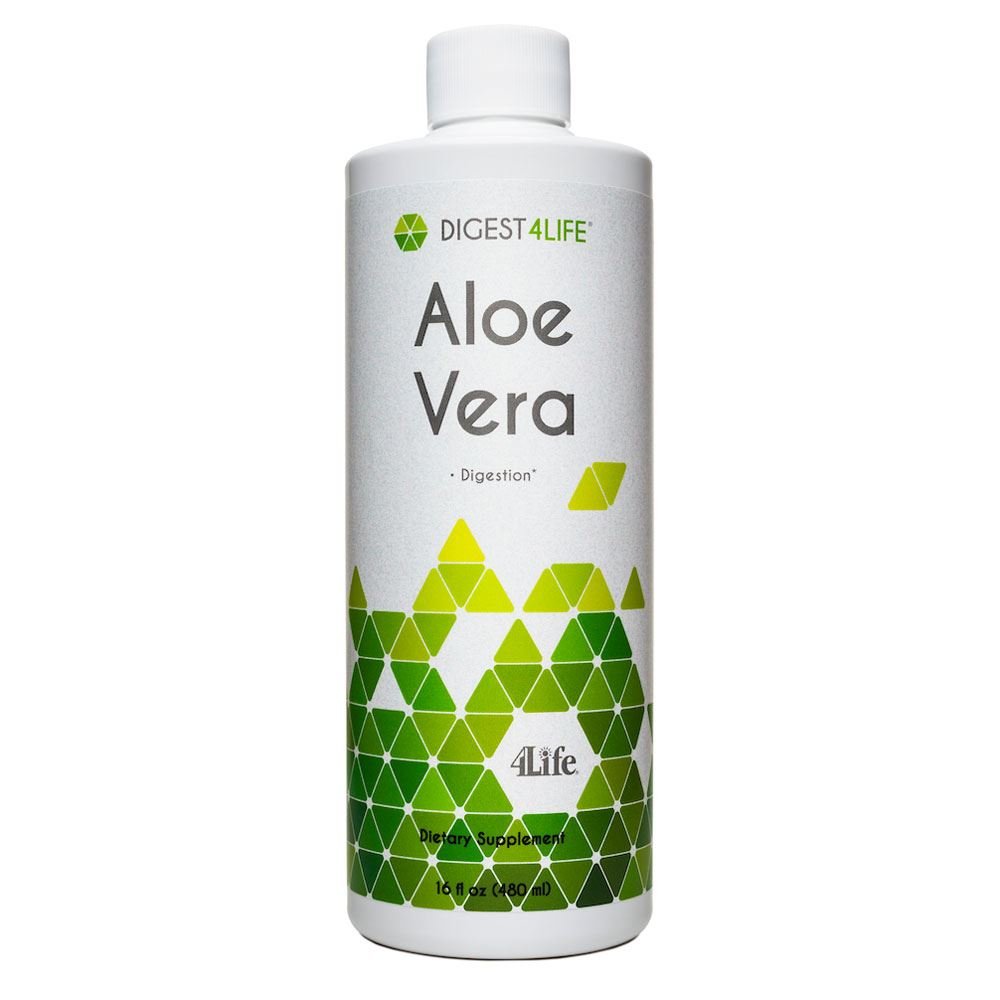 DIGEST4LIFE®
Aloe
Vera
• Digestion*
4Life®
Dietary Supplement
16 fl oz (480 ml)